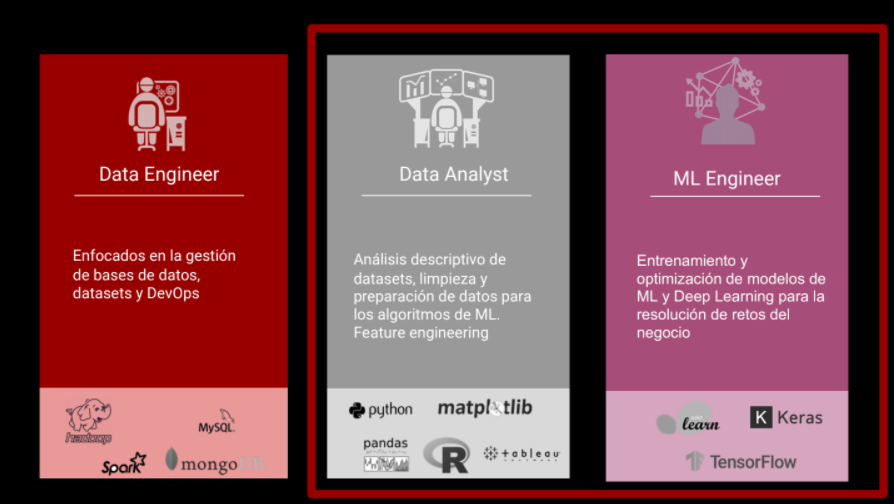 Data Engineer
Enfocados en la gestión
de bases de datos,
datasets y DevOps
hadoop
MySQL
Spark
mongoDB
Data Analyst
Análisis descriptivo de
datasets, limpieza y
preparación de datos para
los algoritmos de ML.
Feature engineering
python
matplotlib
pandas
R
+ableau
ML Engineer
Entrenamiento y
optimización de modelos de
ML y Deep Learning para la
resolución de retos del
negocio
learn
K Keras
TensorFlow